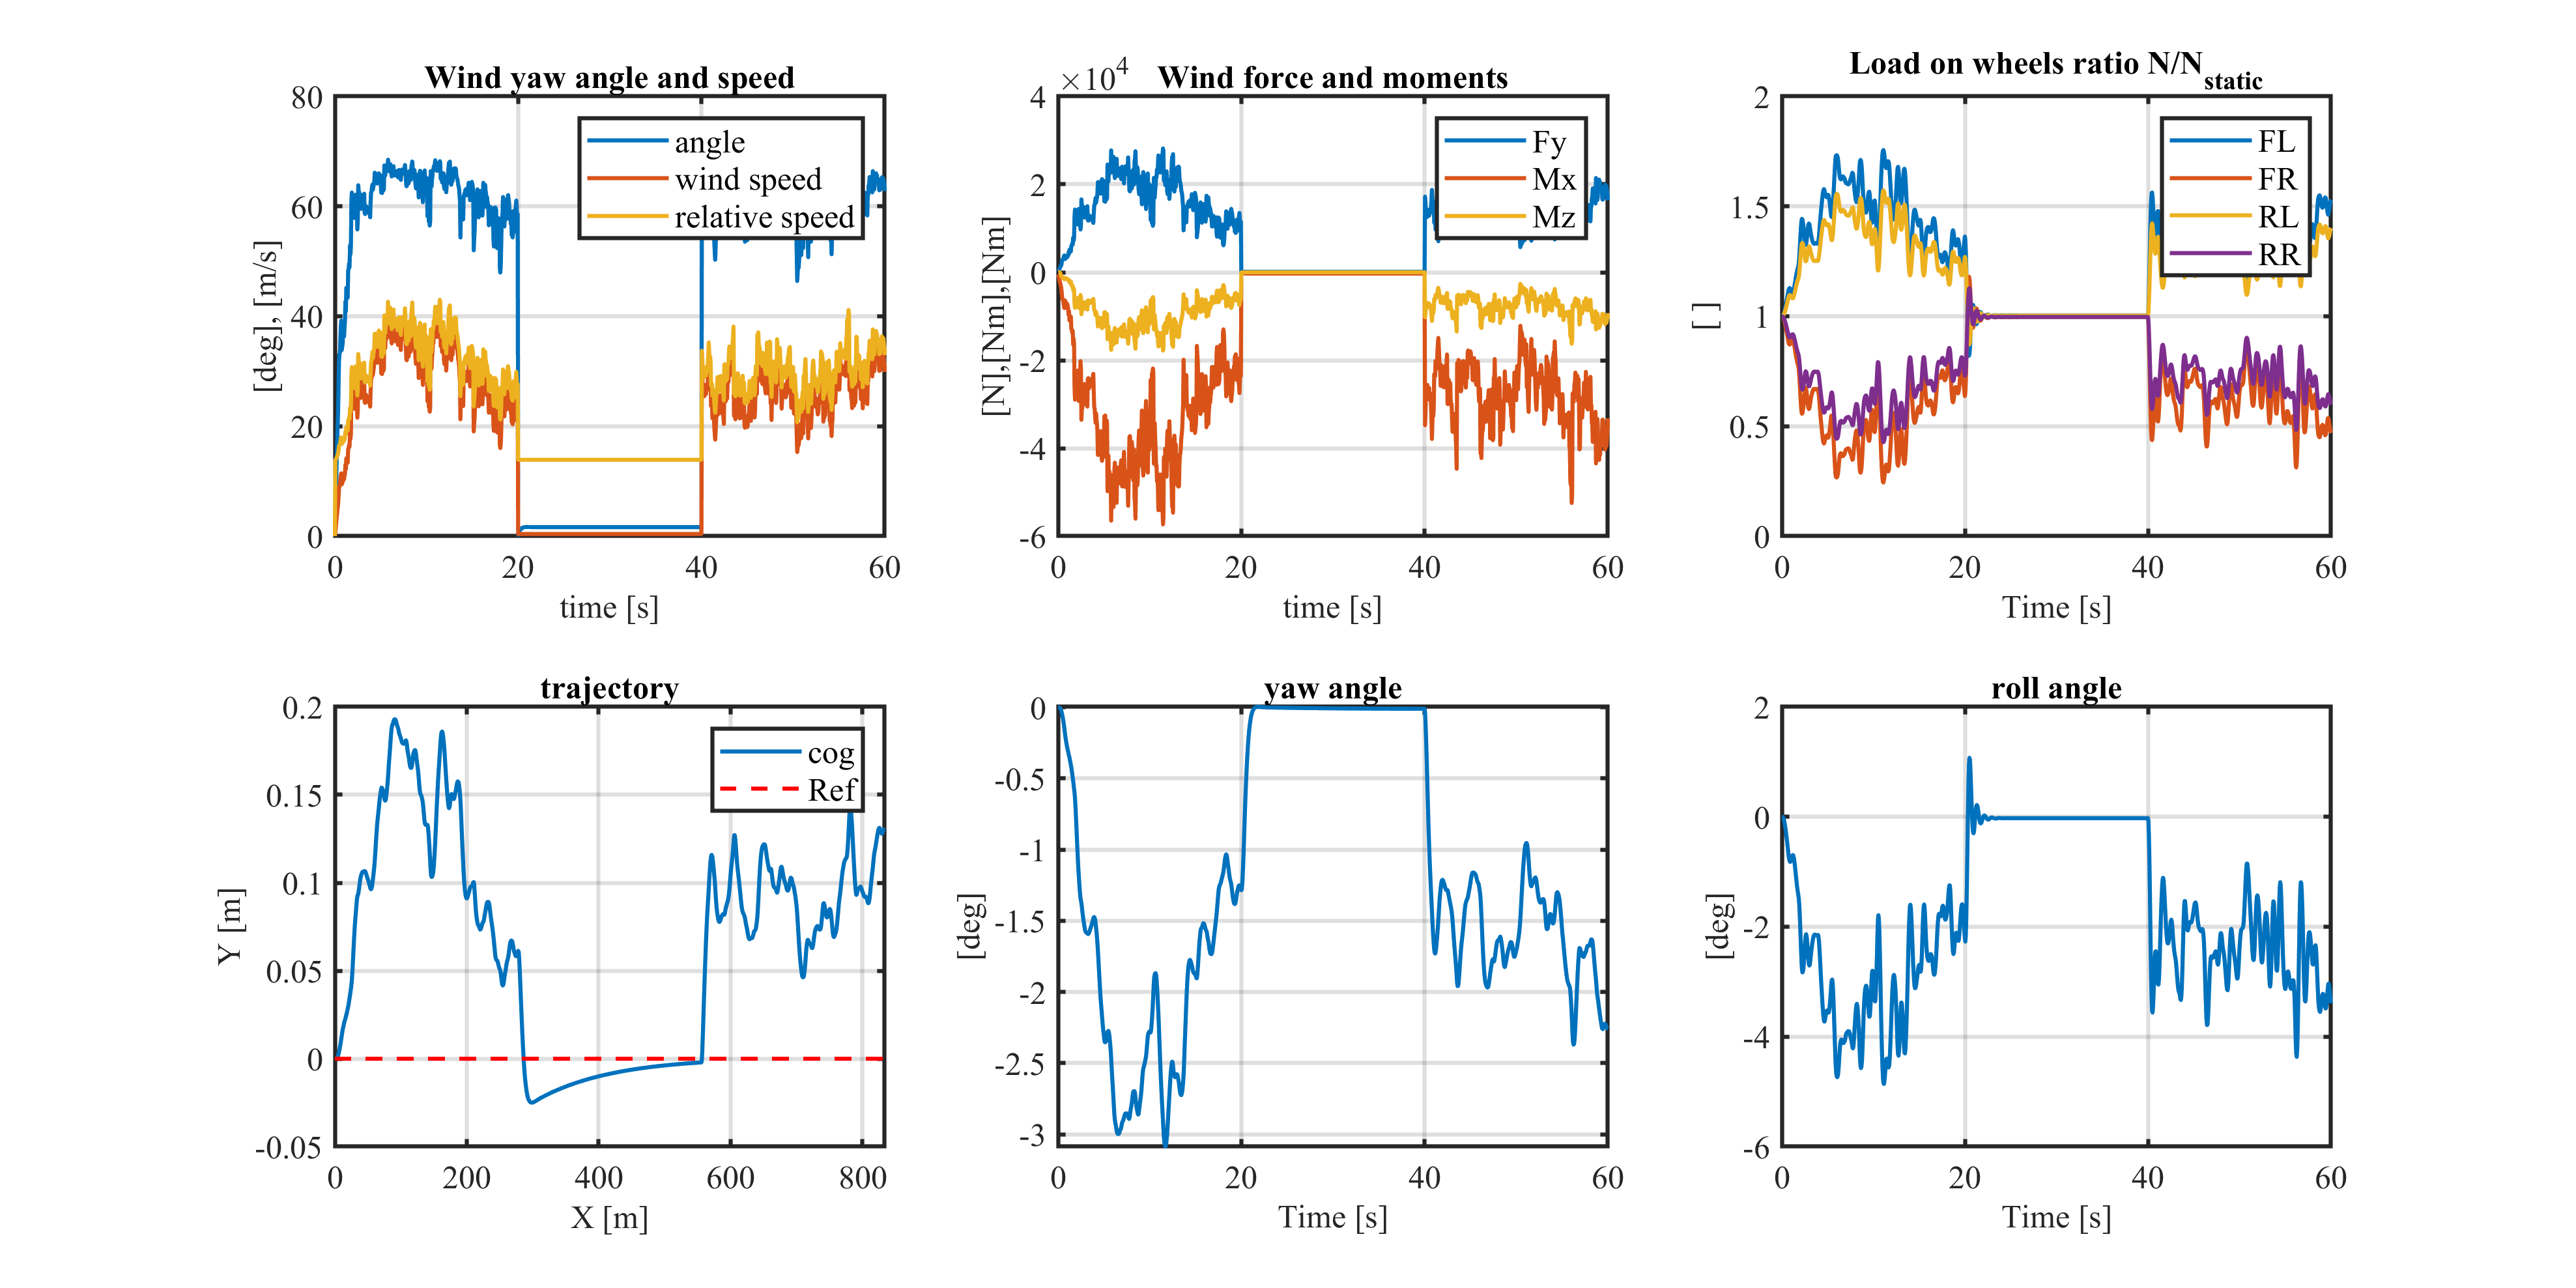 Wind yaw angle and speed
80
60
40
20
0
[deg], [m/s]
angle
wind speed
relative speed
0 20 40 60
time [s]
×10⁴
Wind force and moments
4
2
0
-2
-4
-6
[N],[Nm],[Nm]
Fy
Mx
Mz
0 20 40 60
time [s]
Load on wheels ratio N/N_static
2
1.5
1
0.5
0
[ ]
FL
FR
RL
RR
0 20 40 60
Time [s]
trajectory
0.2
0.15
0.1
0.05
0
-0.05
Y [m]
cog
Ref
0 200 400 600 800
X [m]
yaw angle
0
-0.5
-1
-1.5
-2
-2.5
-3
[deg]
0 20 40 60
Time [s]
roll angle
2
0
-2
-4
-6
[deg]
0 20 40 60
Time [s]